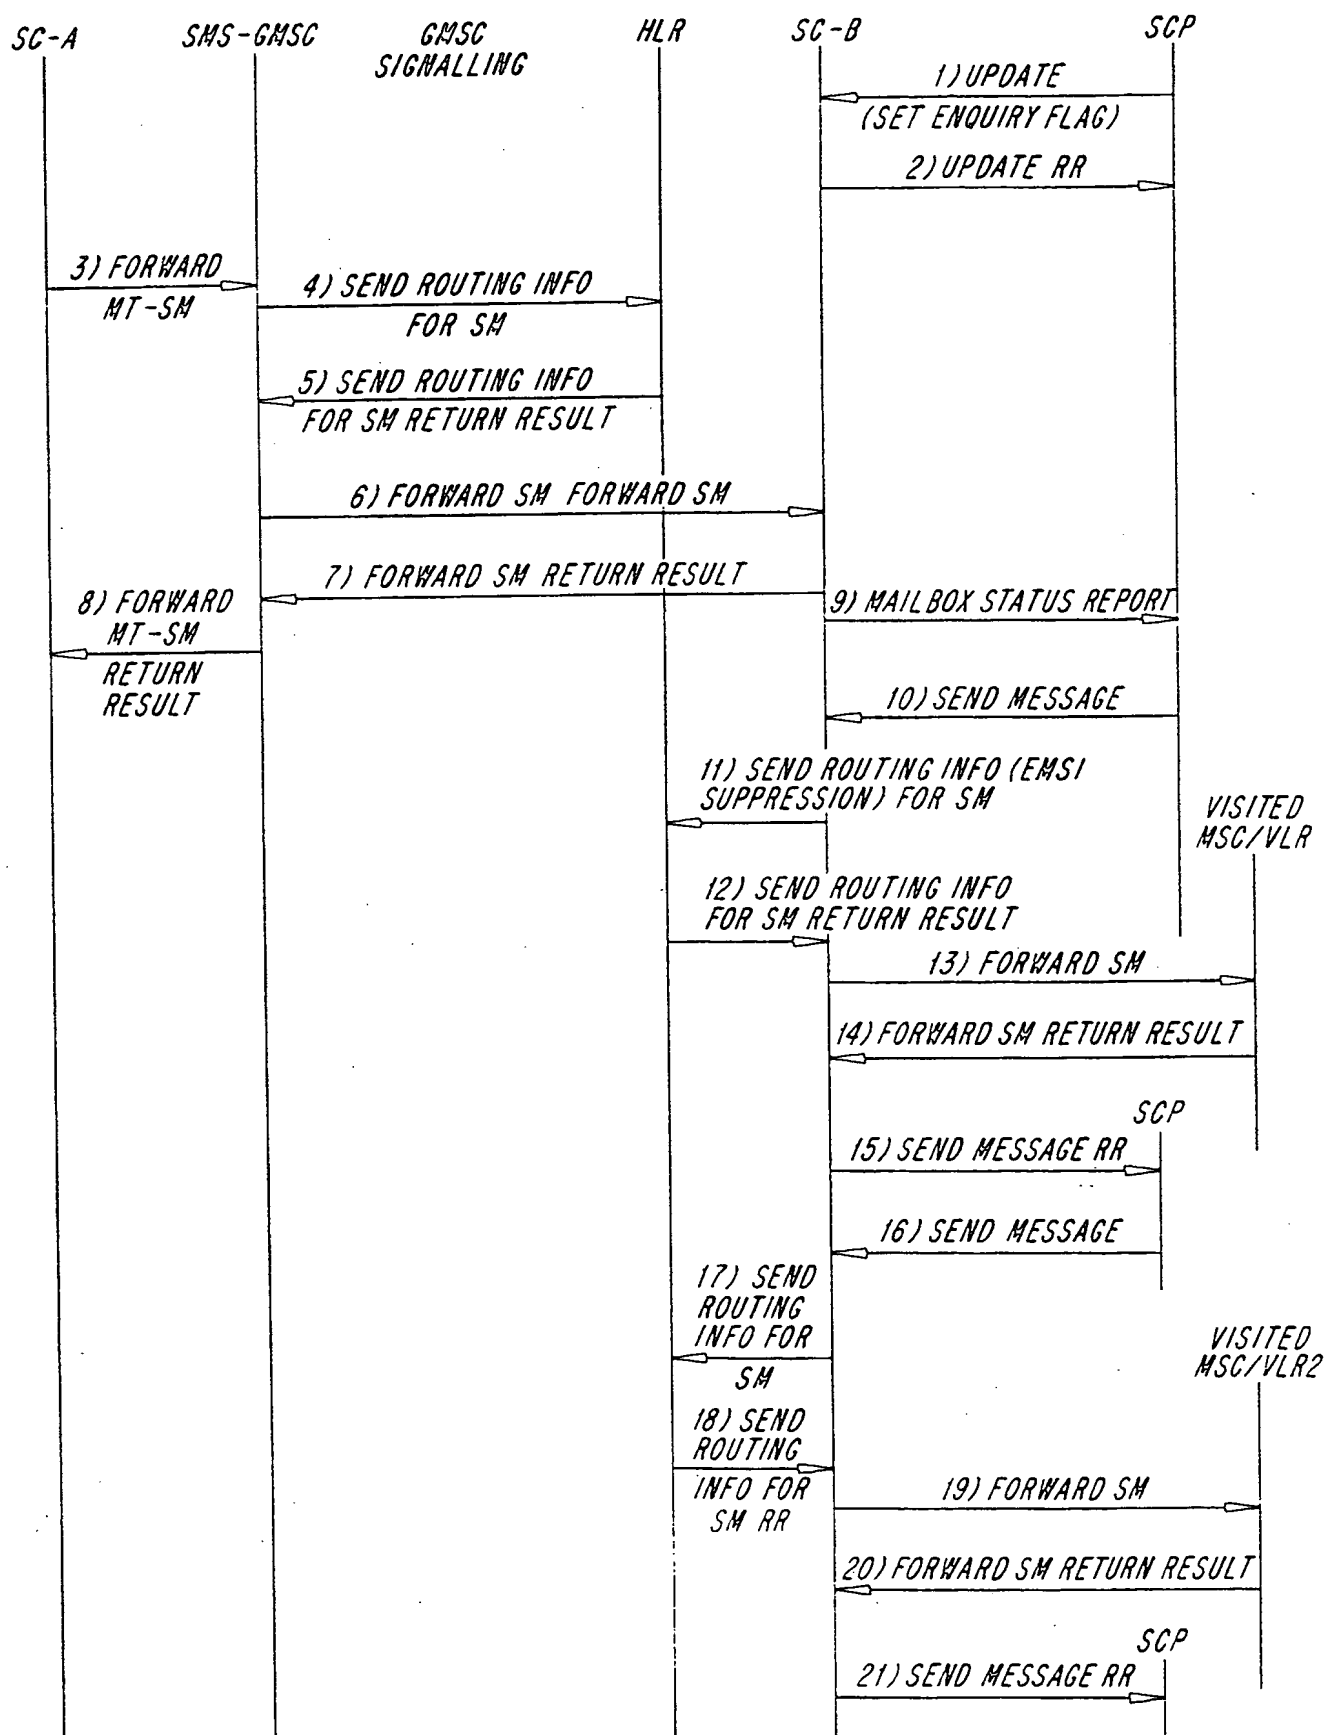 SC-A
SMS-GMSC
GMSC
SIGNALLING
HLR
SC-B
SCP
1) UPDATE
(SET ENQUIRY FLAG)
2) UPDATE RR
3) FORWARD
MT-SM
4) SEND ROUTING INFO
FOR SM
5) SEND ROUTING INFO
FOR SM RETURN RESULT
6) FORWARD SM FORWARD SM
7) FORWARD SM RETURN RESULT
8) FORWARD
MT-SM
RETURN
RESULT
9) MAILBOX STATUS REPORT
10) SEND MESSAGE
11) SEND ROUTING INFO (EMSI
SUPPRESSION) FOR SM
VISITED
MSC/VLR
12) SEND ROUTING INFO
FOR SM RETURN RESULT
13) FORWARD SM
14) FORWARD SM RETURN RESULT
SCP
15) SEND MESSAGE RR
16) SEND MESSAGE
17) SEND
ROUTING
INFO FOR
SM
VISITED
MSC/VLR2
18) SEND
ROUTING
INFO FOR
SM RR
19) FORWARD SM
20) FORWARD SM RETURN RESULT
SCP
21) SEND MESSAGE RR